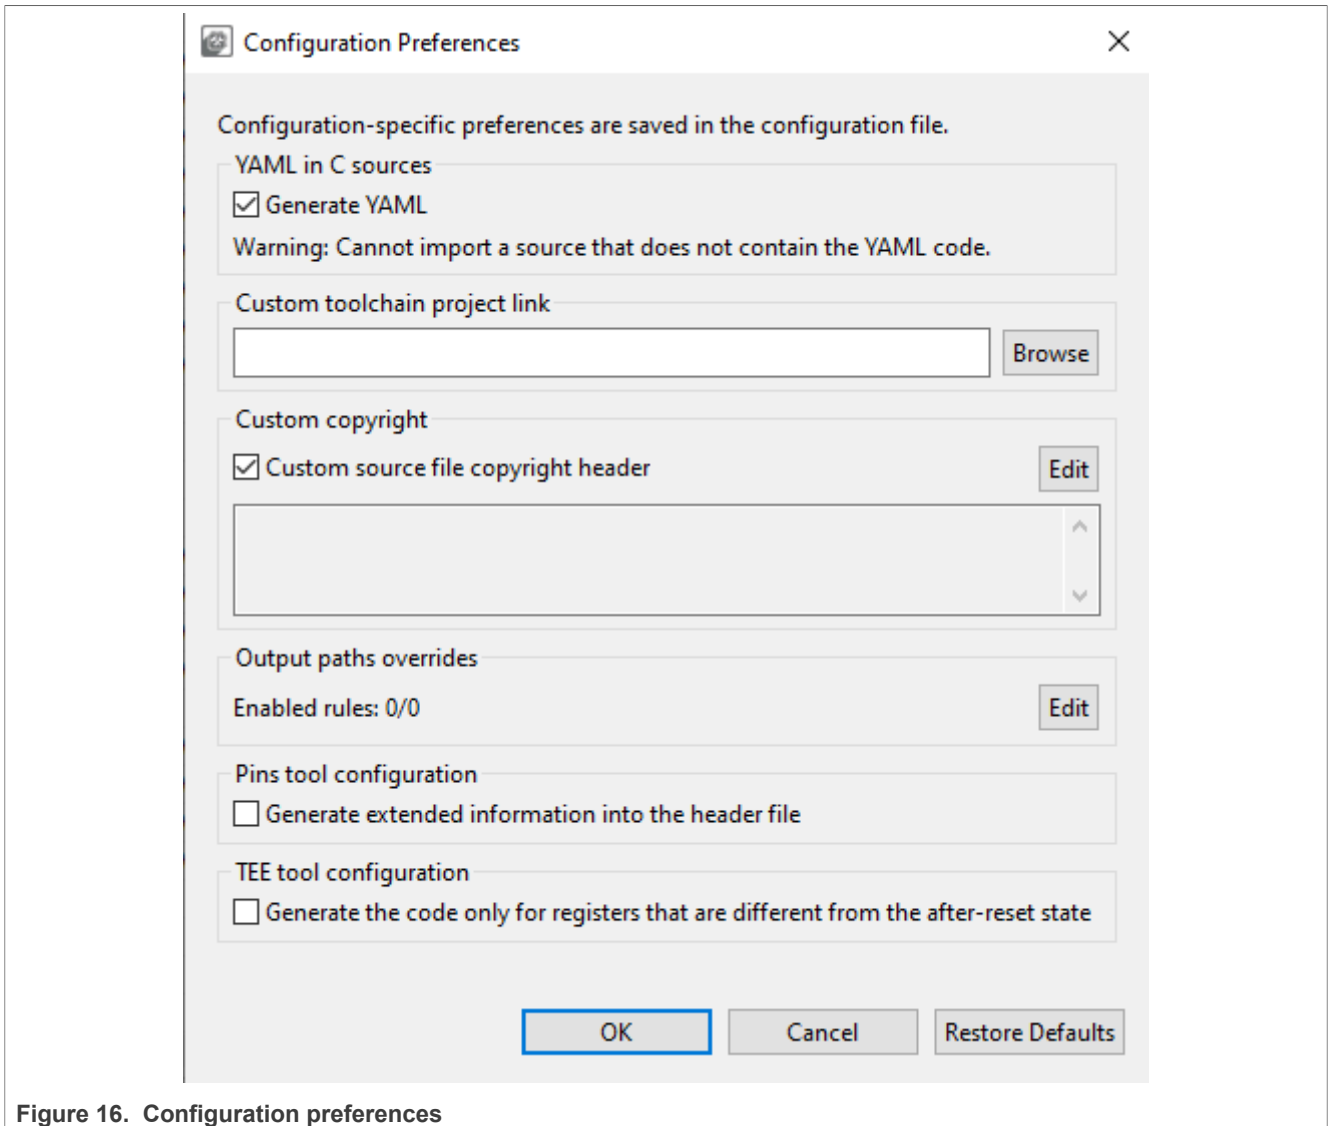 Configuration Preferences
Configuration-specific preferences are saved in the configuration file.
YAML in C sources
Generate YAML
Warning: Cannot import a source that does not contain the YAML code.
Custom toolchain project link
Browse
Custom copyright
Custom source file copyright header
Edit
Output paths overrides
Enabled rules: 0/0
Edit
Pins tool configuration
Generate extended information into the header file
TEE tool configuration
Generate the code only for registers that are different from the after-reset state
OK
Cancel
Restore Defaults
Figure 16. Configuration preferences